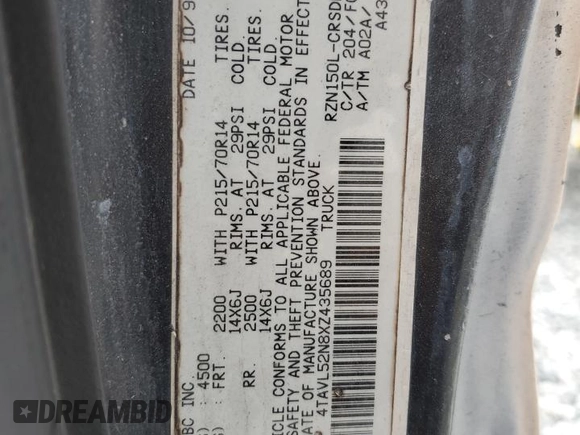 BC INC. DATE 10/9
: 4500
FRT. 2200 WITH P215/70R14 TIRES.
14X6J RIMS. AT 29PSI COLD.
RR. 2500 WITH P215/70R14 TIRES.
14X6J RIMS. AT 29PSI COLD.
ICLE CONFORMS TO ALL APPLICABLE FEDERAL MOTOR
SAFETY AND THEFT PREVENTION STANDARDS IN EFFECT
DATE OF MANUFACTURE SHOWN ABOVE.
4TAVL52N8XZ435689 TRUCK
RZN150L-CRSD
C/TR 204/F
A/TM A02A/
A43
AutoBidMaster